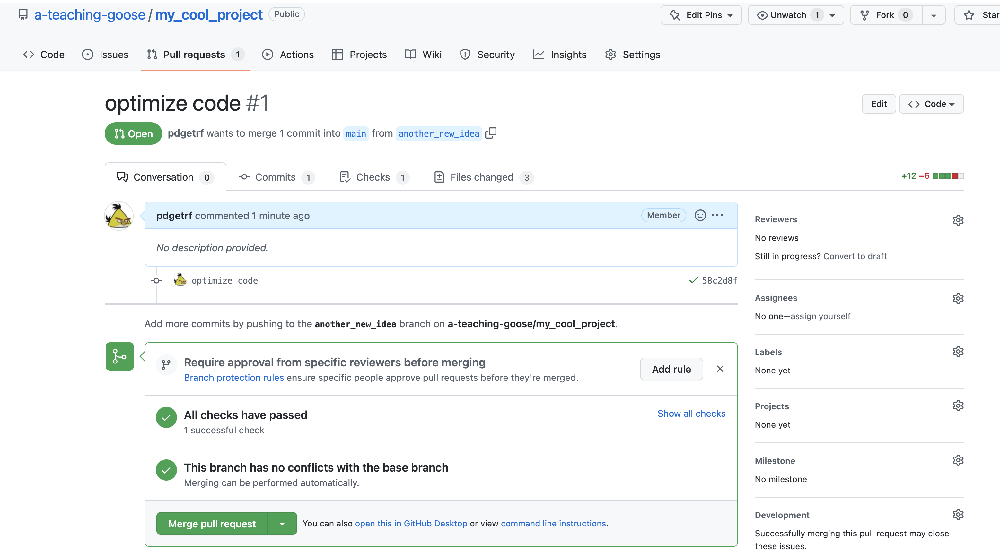 a-teaching-goose / my_cool_project Public Edit Pins Unwatch 1 Fork 0 Star
Code Issues Pull requests 1 Actions Projects Wiki Security Insights Settings
optimize code #1
Edit Code
Open pdgetrf wants to merge 1 commit into main from another_new_idea
Conversation 0 Commits 1 Checks 1 Files changed 3 +12 −6
pdgetrf commented 1 minute ago Member
No description provided.
optimize code 58c2d8f
Add more commits by pushing to the another_new_idea branch on a-teaching-goose/my_cool_project.
Require approval from specific reviewers before merging
Branch protection rules ensure specific people approve pull requests before they're merged.
Add rule
All checks have passed
1 successful check
Show all checks
This branch has no conflicts with the base branch
Merging can be performed automatically.
Merge pull request You can also open this in GitHub Desktop or view command line instructions.
Reviewers
No reviews
Still in progress? Convert to draft
Assignees
No one—assign yourself
Labels
None yet
Projects
None yet
Milestone
No milestone
Development
Successfully merging this pull request may close
these issues.